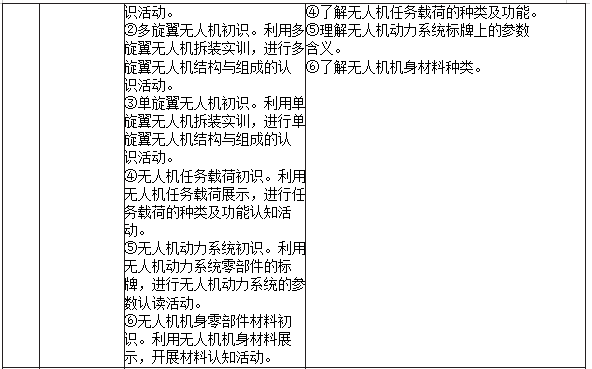 识活动。
②多旋翼无人机初识。利用多
旋翼无人机拆装实训，进行多
旋翼无人机结构与组成的认
识活动。
③单旋翼无人机初识。利用单
旋翼无人机拆装实训，进行单
旋翼无人机结构与组成的认
识活动。
④无人机任务载荷初识。利用
无人机任务载荷展示，进行任
务载荷的种类及功能认知活
动。
⑤无人机动力系统初识。利用
无人机动力系统零部件的标
牌，进行无人机动力系统的参
数认读活动。
⑥无人机机身零部件材料初
识。利用无人机机身材料展
示，开展材料认知活动。
④了解无人机任务载荷的种类及功能。
⑤理解无人机动力系统标牌上的参数
含义。
⑥了解无人机机身材料种类。